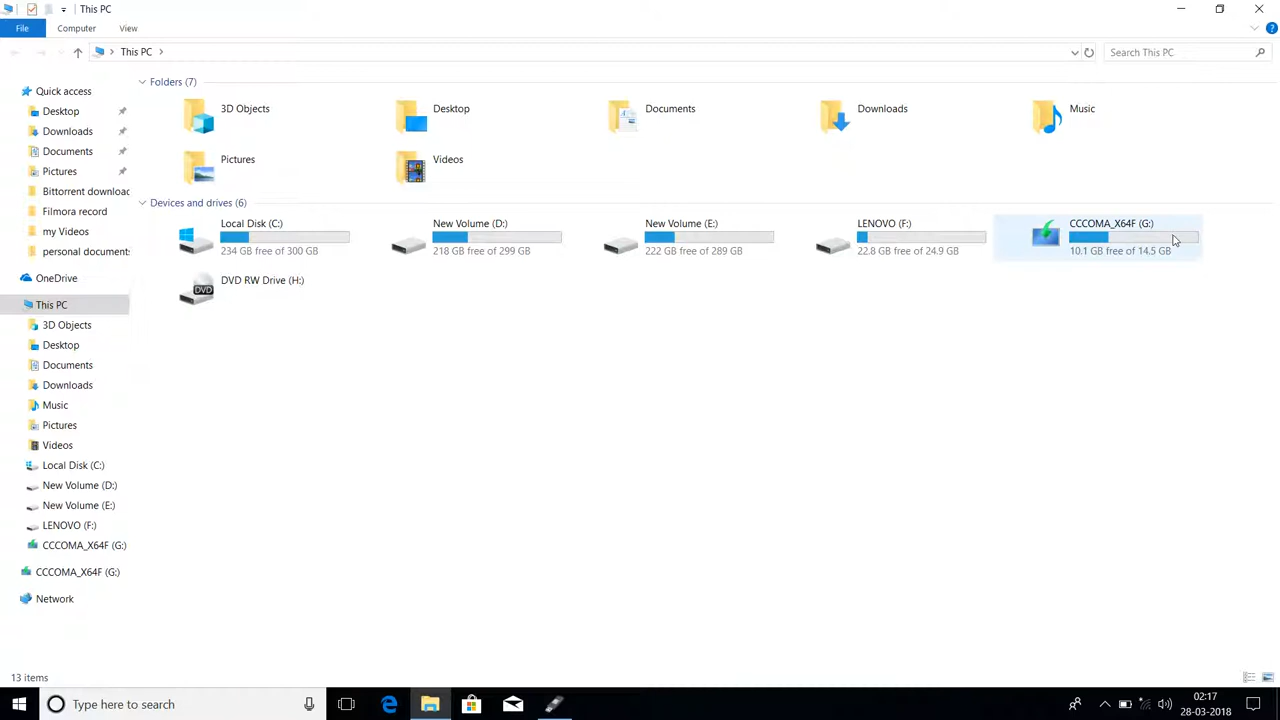 This PC
File
Computer
View
This PC
Search This PC
Quick access
Desktop
Downloads
Documents
Pictures
Bittorrent downloac
Filmora record
my Videos
personal documents
OneDrive
This PC
3D Objects
Desktop
Documents
Downloads
Music
Pictures
Videos
Local Disk (C:)
New Volume (D:)
New Volume (E:)
LENOVO (F:)
CCCOMA_X64F (G:)
CCCOMA_X64F (G:)
Network
Folders (7)
3D Objects
Desktop
Documents
Downloads
Music
Pictures
Videos
Devices and drives (6)
Local Disk (C:)
234 GB free of 300 GB
New Volume (D:)
218 GB free of 299 GB
New Volume (E:)
222 GB free of 289 GB
LENOVO (F:)
22.8 GB free of 24.9 GB
CCCOMA_X64F (G:)
10.1 GB free of 14.5 GB
DVD RW Drive (H:)
DVD
13 items
Type here to search
02:17
28-03-2018